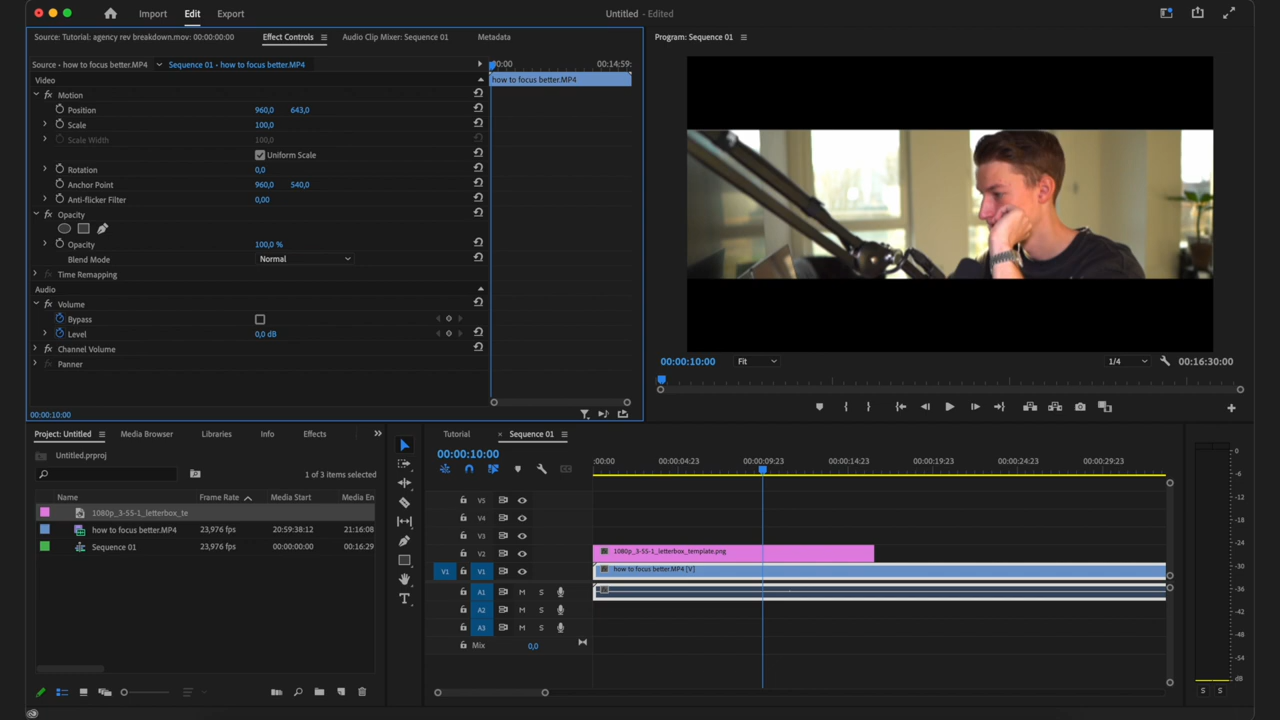 Import Edit Export
Untitled - Edited
Source: Tutorial: agency rev breakdown.mov: 00:00:00:00
Effect Controls
Audio Clip Mixer: Sequence 01
Metadata
Source • how to focus better.MP4
Sequence 01 • how to focus better.MP4
:00:00
00:14:59:
Video
how to focus better.MP4
Motion
Position 960,0 643,0
Scale 100,0
Scale Width 100,0
Uniform Scale
Rotation 0,0
Anchor Point 960,0 540,0
Anti-flicker Filter 0,00
Opacity
Opacity 100,0 %
Blend Mode Normal
Time Remapping
Audio
Volume
Bypass
Level 0,0 dB
Channel Volume
Panner
00:00:10:00
Program: Sequence 01
00:00:10:00 Fit 1/4 00:16:30:00
Project: Untitled
Media Browser
Libraries
Info
Effects
Untitled.prproj
1 of 3 items selected
Name Frame Rate Media Start Media En
1080p_3-55-1_letterbox_te
how to focus better.MP4 23,976 fps 20:59:38:12 21:16:08
Sequence 01 23,976 fps 00:00:00:00 00:16:29
Tutorial
Sequence 01
00:00:10:00
:00:00 00:00:04:23 00:00:09:23 00:00:14:23 00:00:19:23 00:00:24:23 00:00:29:23
V5
V4
V3
V2 1080p_3-55-1_letterbox_template.png
V1 V1 how to focus better.MP4 [V]
A1 M S
A2 M S
A3 M S
Mix 0,0
0
-6
-12
-18
-24
-30
-36
-42
-48
-54
dB
S S